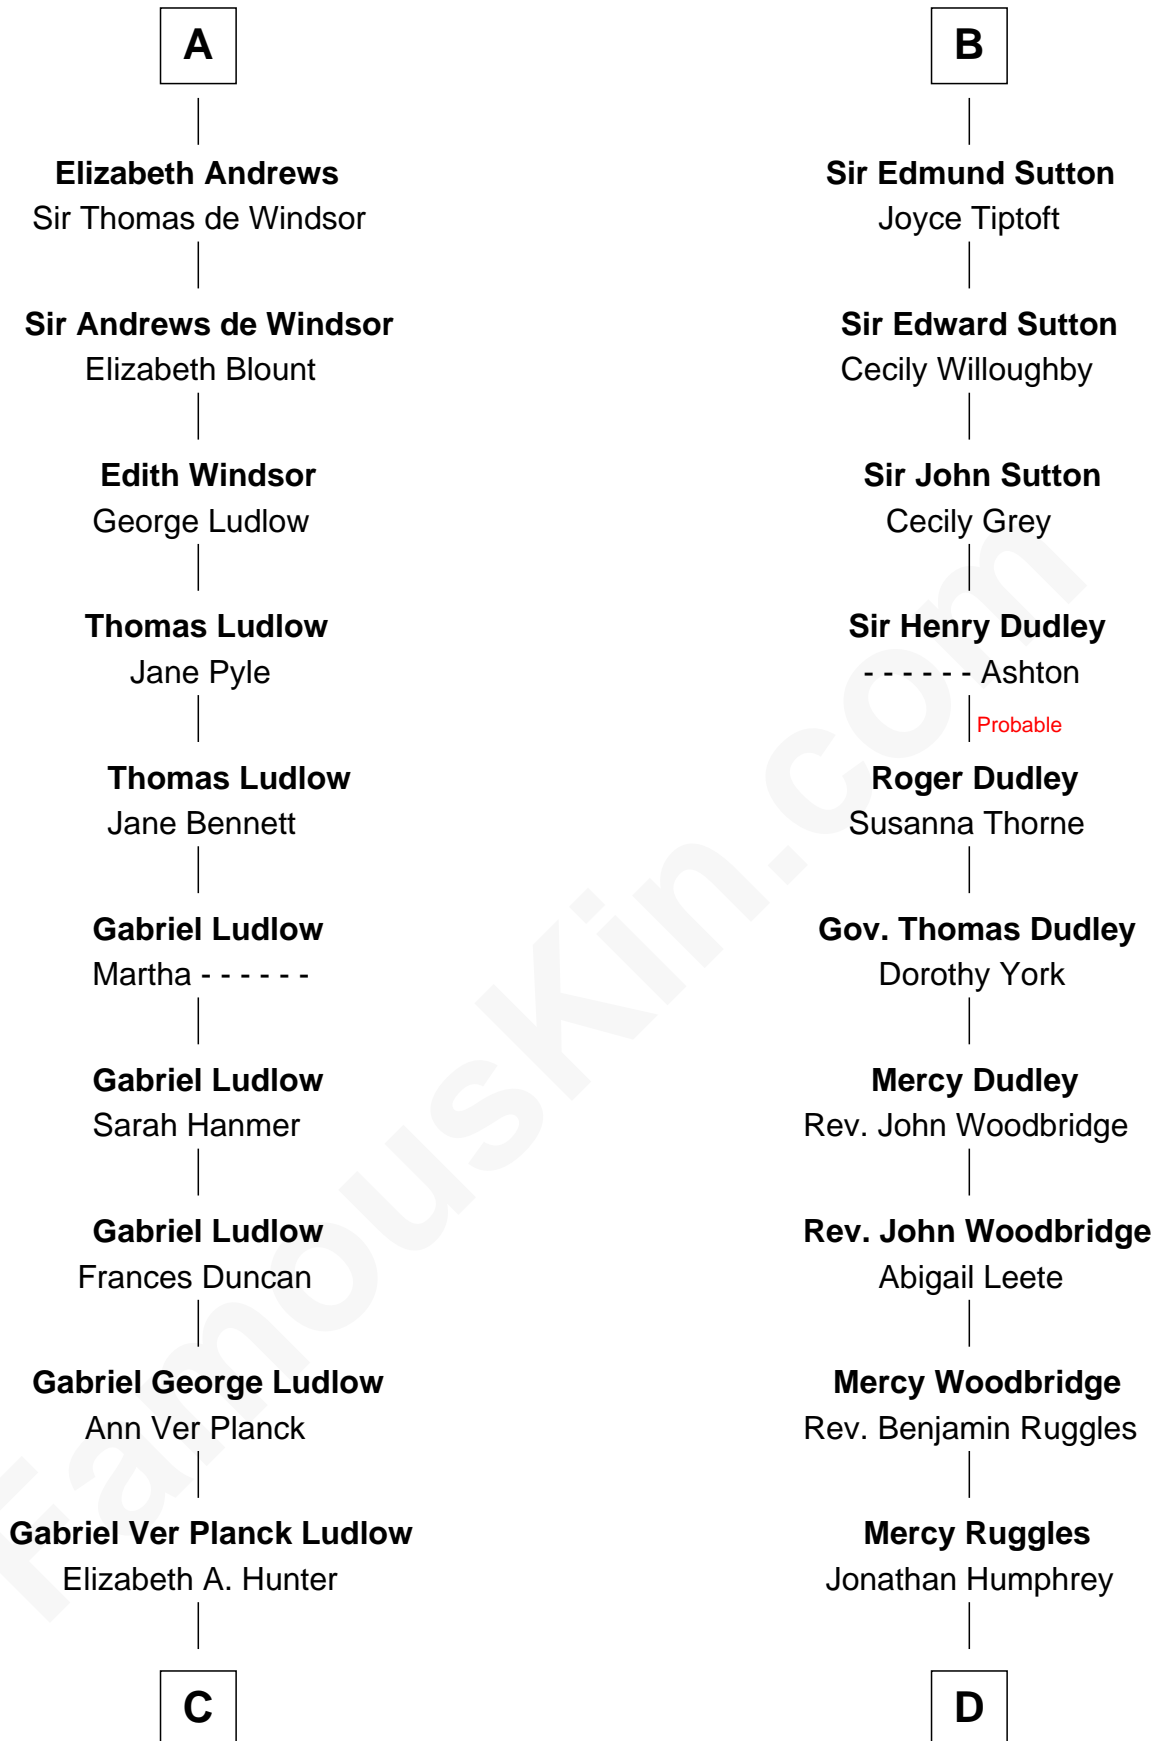 A
Elizabeth Andrews
Sir Thomas de Windsor
Sir Andrews de Windsor
Elizabeth Blount
Edith Windsor
George Ludlow
Thomas Ludlow
Jane Pyle
Thomas Ludlow
Jane Bennett
Gabriel Ludlow
Martha - - - - - -
Gabriel Ludlow
Sarah Hanmer
Gabriel Ludlow
Frances Duncan
Gabriel George Ludlow
Ann Ver Planck
Gabriel Ver Planck Ludlow
Elizabeth A. Hunter
C
B
Sir Edmund Sutton
Joyce Tiptoft
Sir Edward Sutton
Cecily Willoughby
Sir John Sutton
Cecily Grey
Sir Henry Dudley
- - - - - - Ashton
Probable
Roger Dudley
Susanna Thorne
Gov. Thomas Dudley
Dorothy York
Mercy Dudley
Rev. John Woodbridge
Rev. John Woodbridge
Abigail Leete
Mercy Woodbridge
Rev. Benjamin Ruggles
Mercy Ruggles
Jonathan Humphrey
D
FamousKin.com